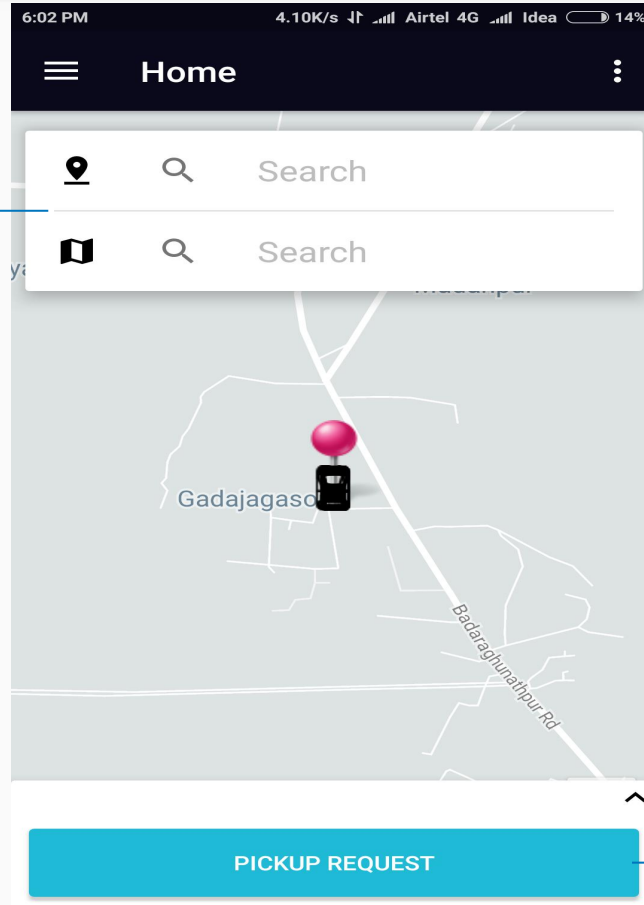 6:02 PM 4.10K/s Airtel 4G Idea 14%
Home
Search
Search
Gadajagaso
Badaraghunathpur Rd
PICKUP REQUEST